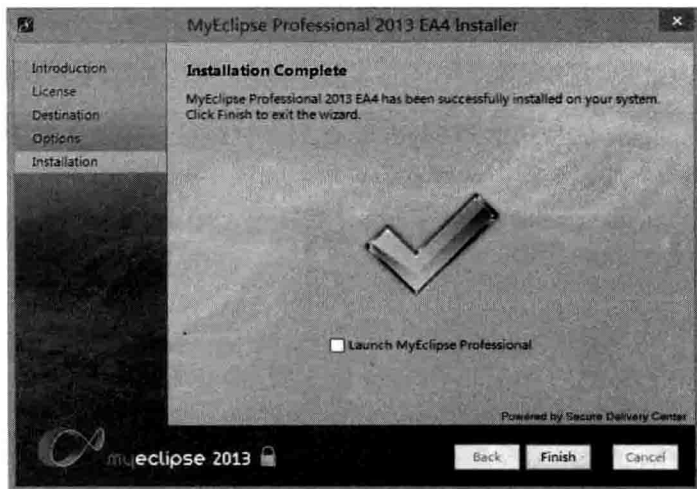 MyEclipse Professional 2013 EA4 Installer
Introduction
License
Destination
Options
Installation
Installation Complete
MyEclipse Professional 2013 EA4 has been successfully installed on your system.
Click Finish to exit the wizard.
Launch MyEclipse Professional
Powered by Secure Delivery Center
myeclipse 2013
Back
Finish
Cancel